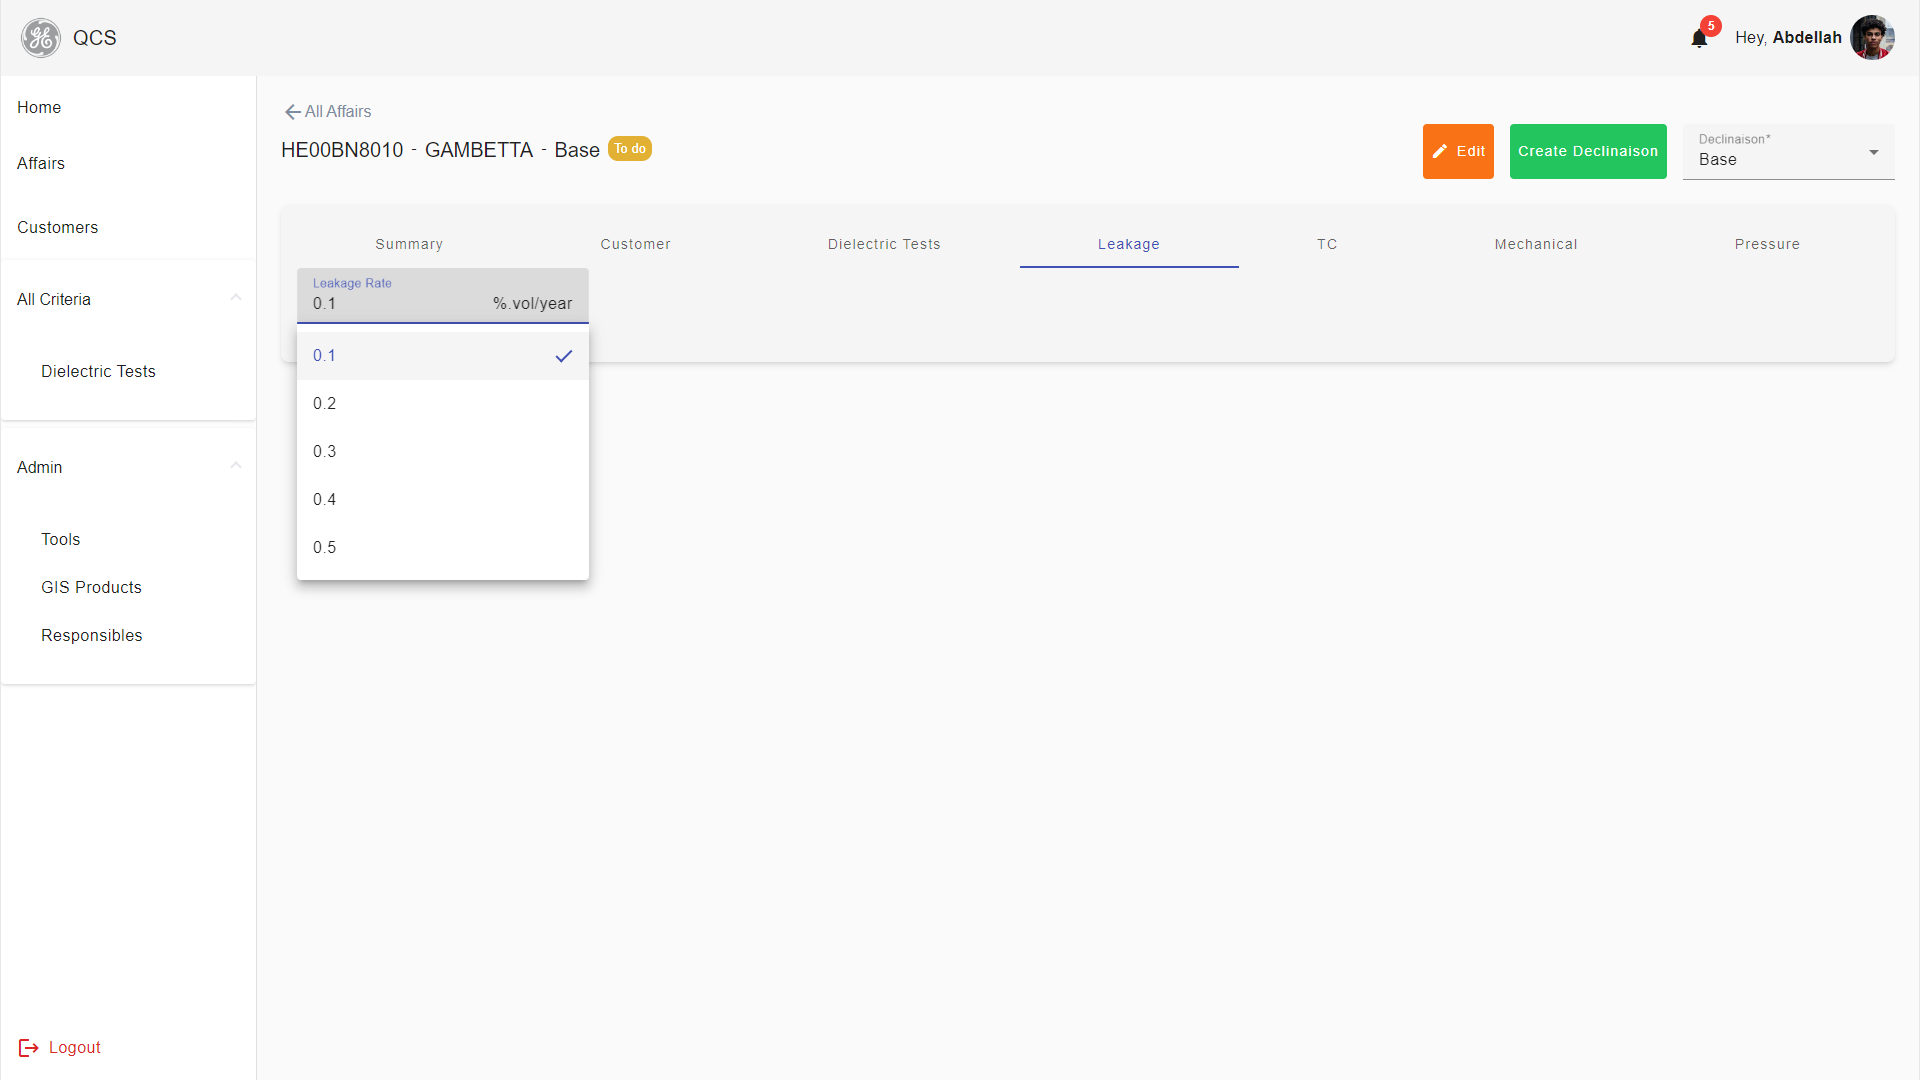 QCS
5
Hey, Abdellah
Home
Affairs
Customers
All Criteria
Dielectric Tests
Admin
Tools
GIS Products
Responsibles
Logout
All Affairs
HE00BN8010 - GAMBETTA - Base To do
Edit
Create Declinaison
Declinaison*
Base
Summary Customer Dielectric Tests Leakage TC Mechanical Pressure
Leakage Rate
0.1 %.vol/year
0.1
0.2
0.3
0.4
0.5